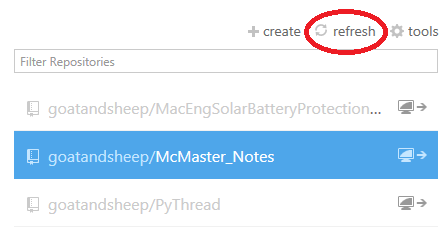 create refresh tools
Filter Repositories
goatandsheep/MacEngSolarBatteryProtection...
goatandsheep/McMaster_Notes
goatandsheep/PyThread